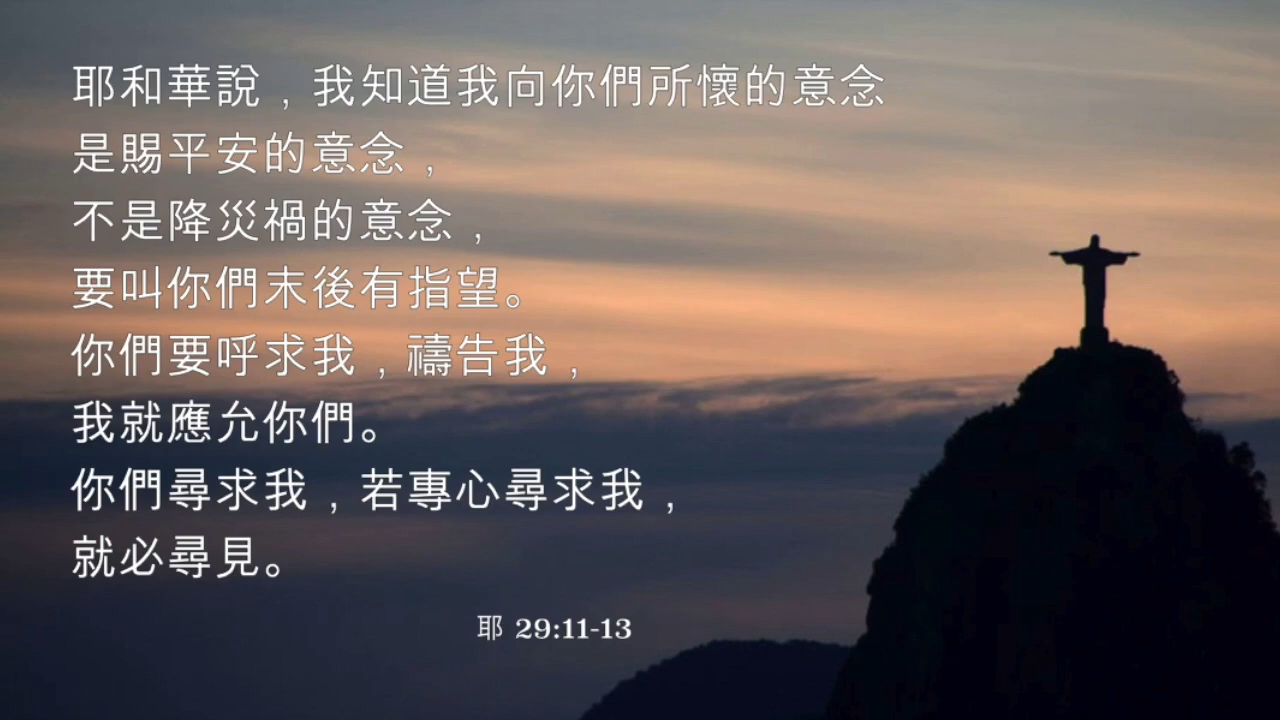 耶和華說，我知道我向你們所懷的意念
是賜平安的意念，
不是降災禍的意念，
要叫你們末後有指望。
你們要呼求我，禱告我，
我就應允你們。
你們尋求我，若專心尋求我，
就必尋見。
耶 29:11-13